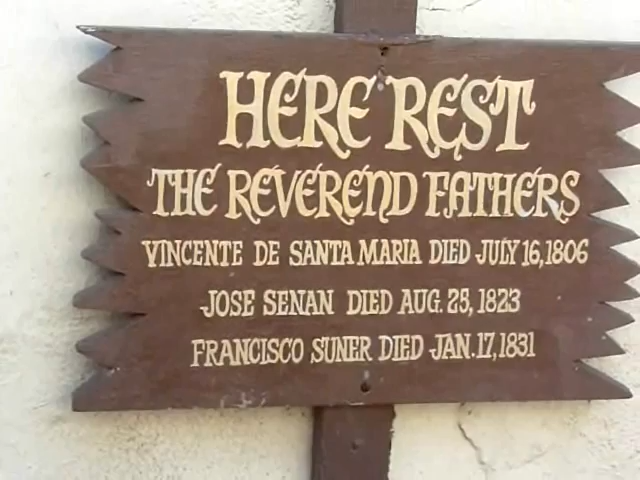 HERE REST
THE REVEREND FATHERS
VINCENTE DE SANTA MARIA DIED JULY 16, 1806
JOSE SENAN DIED AUG. 25, 1823
FRANCISCO SUNER DIED JAN. 17, 1831